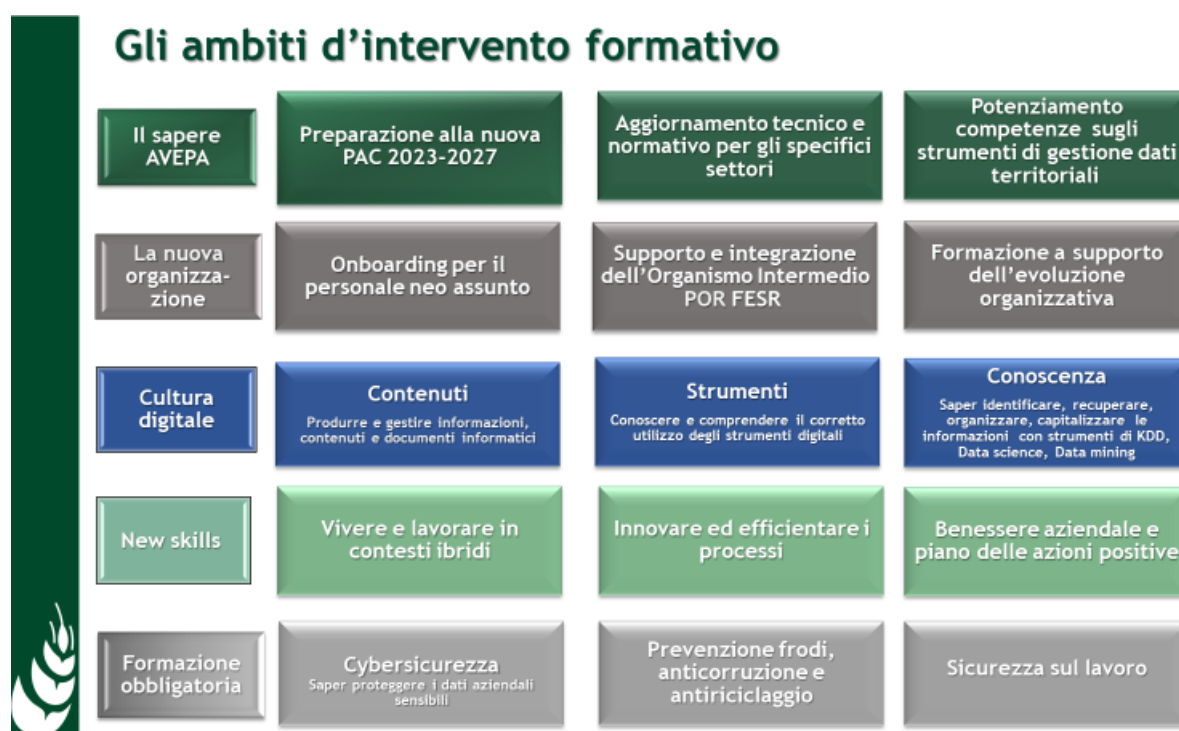 Gli ambiti d'intervento formativo
Il sapere
AVEPA
Preparazione alla nuova
PAC 2023-2027
Aggiornamento tecnico e
normativo per gli specifici
settori
Potenziamento
competenze sugli
strumenti di gestione dati
territoriali
La nuova
organizza-
zione
Onboarding per il
personale neo assunto
Supporto e integrazione
dell'Organismo Intermedio
POR FESR
Formazione a supporto
dell'evoluzione
organizzativa
Cultura
digitale
Contenuti
Produrre e gestire informazioni,
contenuti e documenti informatici
Strumenti
Conoscere e comprendere il corretto
utilizzo degli strumenti digitali
Conoscenza
Saper identificare, recuperare,
organizzare, capitalizzare le
informazioni con strumenti di KDD,
Data science, Data mining
New skills
Vivere e lavorare in
contesti ibridi
Innovare ed efficientare i
processi
Benessere aziendale e
piano delle azioni positive
Formazione
obbligatoria
Cybersicurezza
Saper proteggere i dati aziendali
sensibili
Prevenzione frodi,
anticorruzione e
antiriciclaggio
Sicurezza sul lavoro